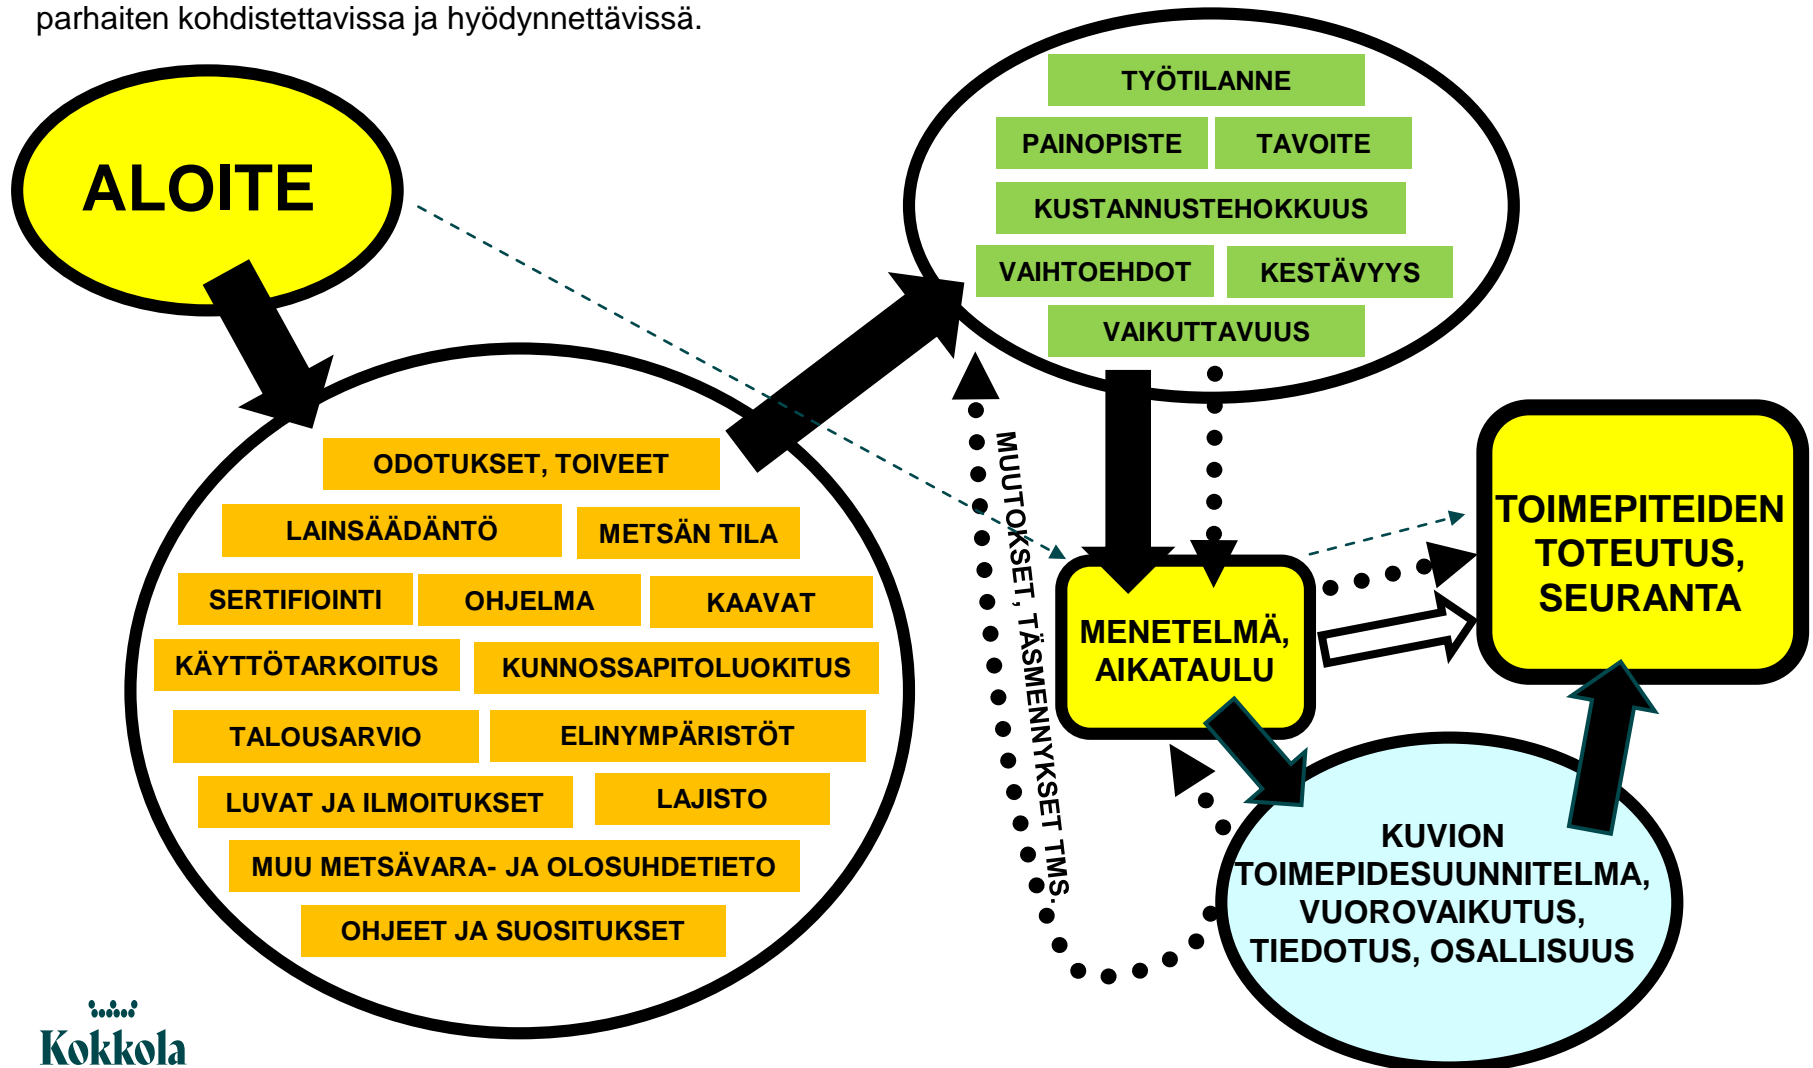 parhaiten kohdistettavissa ja hyödynnettävissä.
ALOITE
ODOTUKSET, TOIVEET
LAINSÄÄDÄNTÖ
METSÄN TILA
SERTIFIOINTI
OHJELMA
KAAVAT
KÄYTTÖTARKOITUS
KUNNOSSAPITOLUOKITUS
TALOUSARVIO
ELINYMPÄRISTÖT
LUVAT JA ILMOITUKSET
LAJISTO
MUU METSÄVARA- JA OLOSUHDETIETO
OHJEET JA SUOSITUKSET
TYÖTILANNE
PAINOPISTE
TAVOITE
KUSTANNUSTEHOKKUUS
VAIHTOEHDOT
KESTÄVYYS
VAIKUTTAVUUS
MUUTOKSET, TÄSMENNYKSET TMS.
MENETELMÄ,
AIKATAULU
KUVION
TOIMEPIDESUUNNITELMA,
VUOROVAIKUTUS,
TIEDOTUS, OSALLISUUS
TOIMEPITEIDEN
TOTEUTUS,
SEURANTA
Kokkola